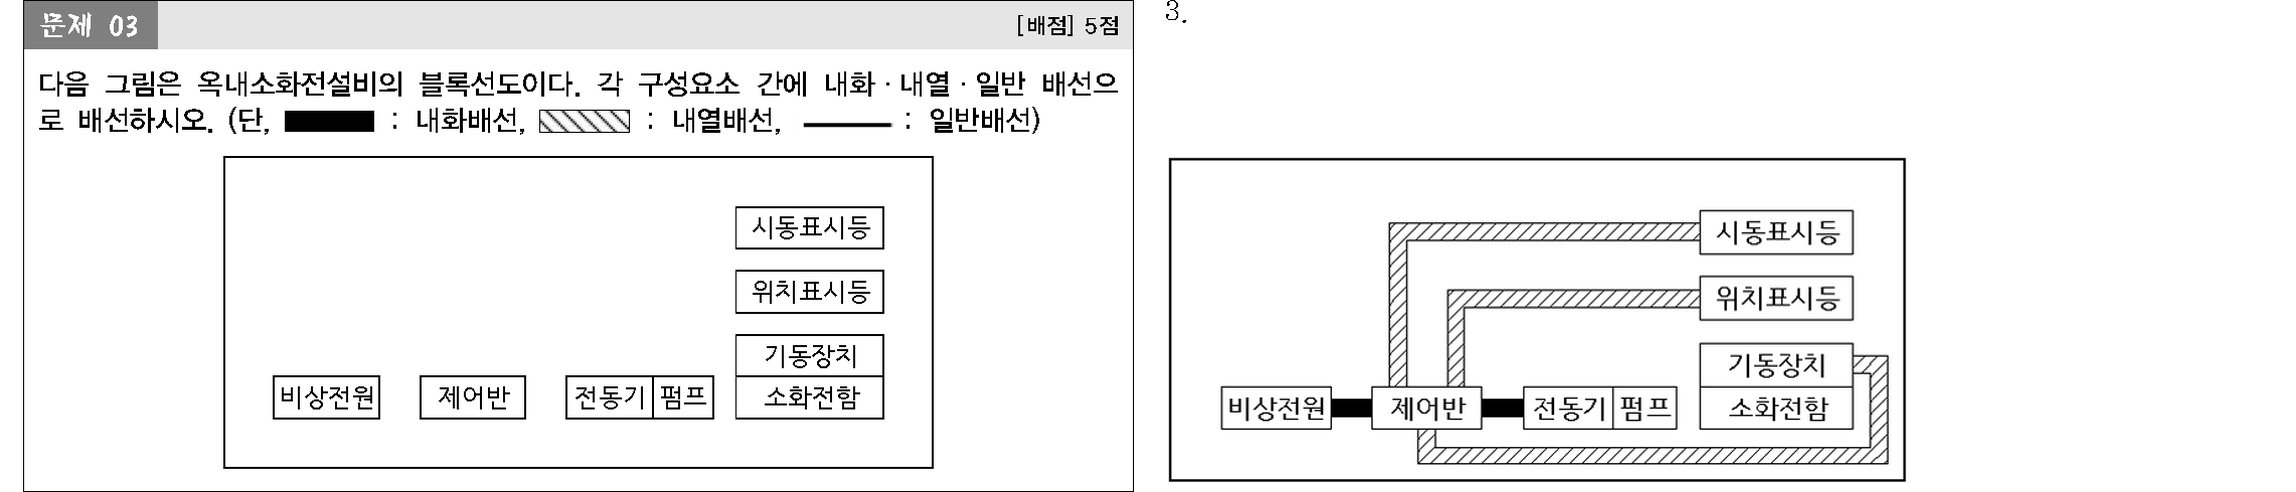 문제 03
[배점] 5점
다음 그림은 옥내소화전설비의 블록선도이다. 각 구성요소 간에 내화·내열·일반 배선으
로 배선하시오. (단, : 내화배선, : 내열배선, : 일반배선)
시동표시등
위치표시등
기동장치
비상전원 제어반 전동기 펌프 소화전함
3.
시동표시등
위치표시등
기동장치
비상전원 제어반 전동기 펌프 소화전함